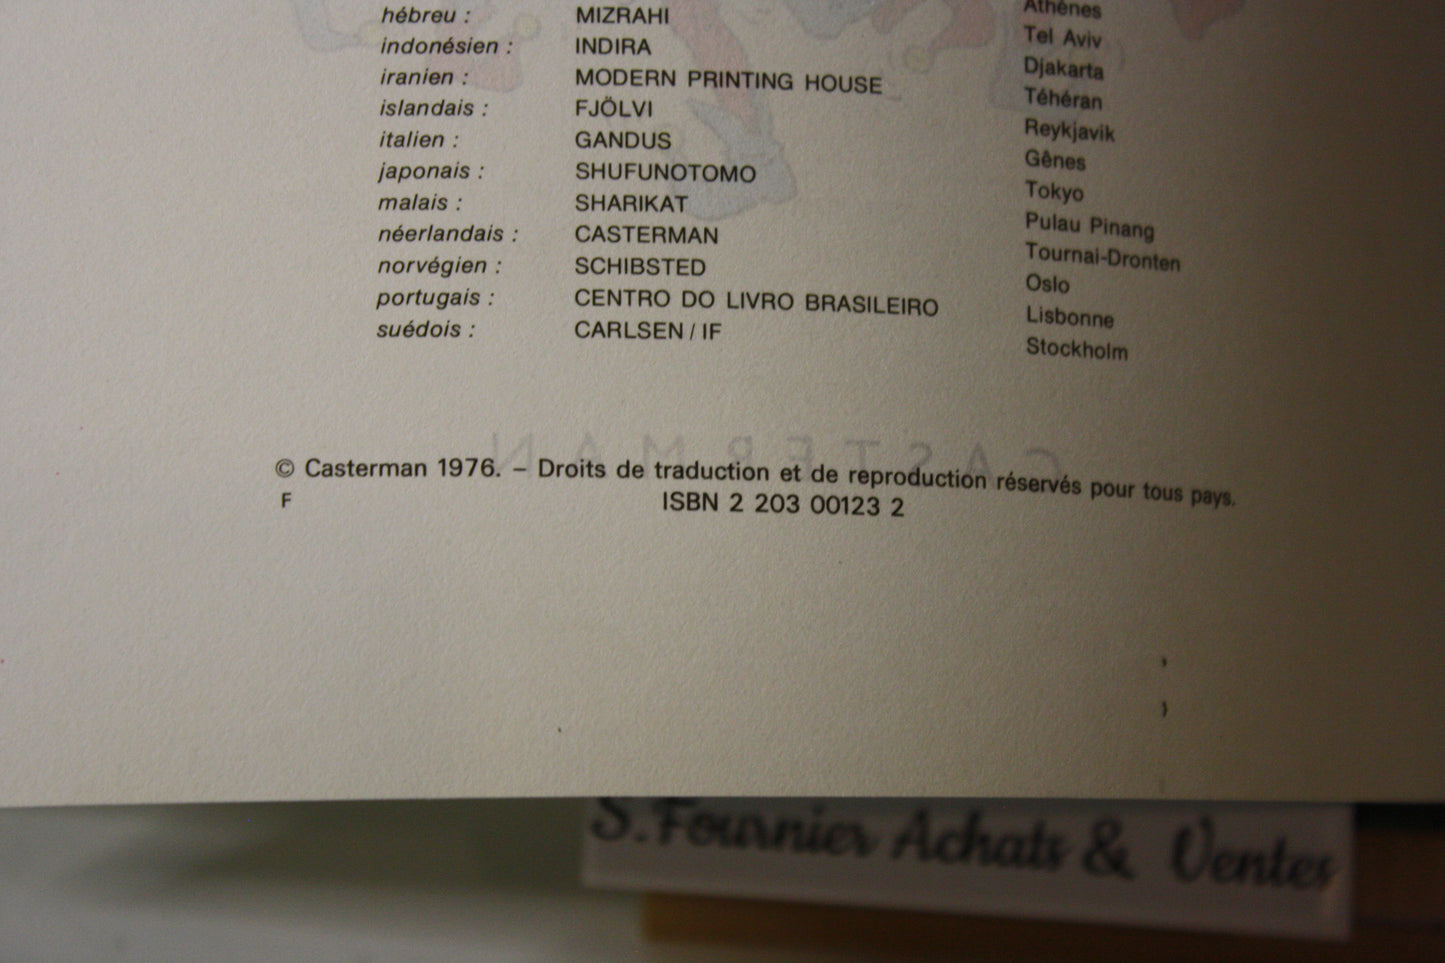 Athènes
hébreu : MIZRAHI Tel Aviv
indonésien : INDIRA Djakarta
iranien : MODERN PRINTING HOUSE Téhéran
islandais : FJÖLVI Reykjavik
italien : GANDUS Gênes
japonais : SHUFUNOTOMO Tokyo
malais : SHARIKAT Pulau Pinang
néerlandais : CASTERMAN Tournai-Dronten
norvégien : SCHIBSTED Oslo
portugais : CENTRO DO LIVRO BRASILEIRO Lisbonne
suédois : CARLSEN / IF Stockholm
CASTERMAN
© Casterman 1976. – Droits de traduction et de reproduction réservés pour tous pays.
F ISBN 2 203 00123 2
S.Fournier Achats & Ventes